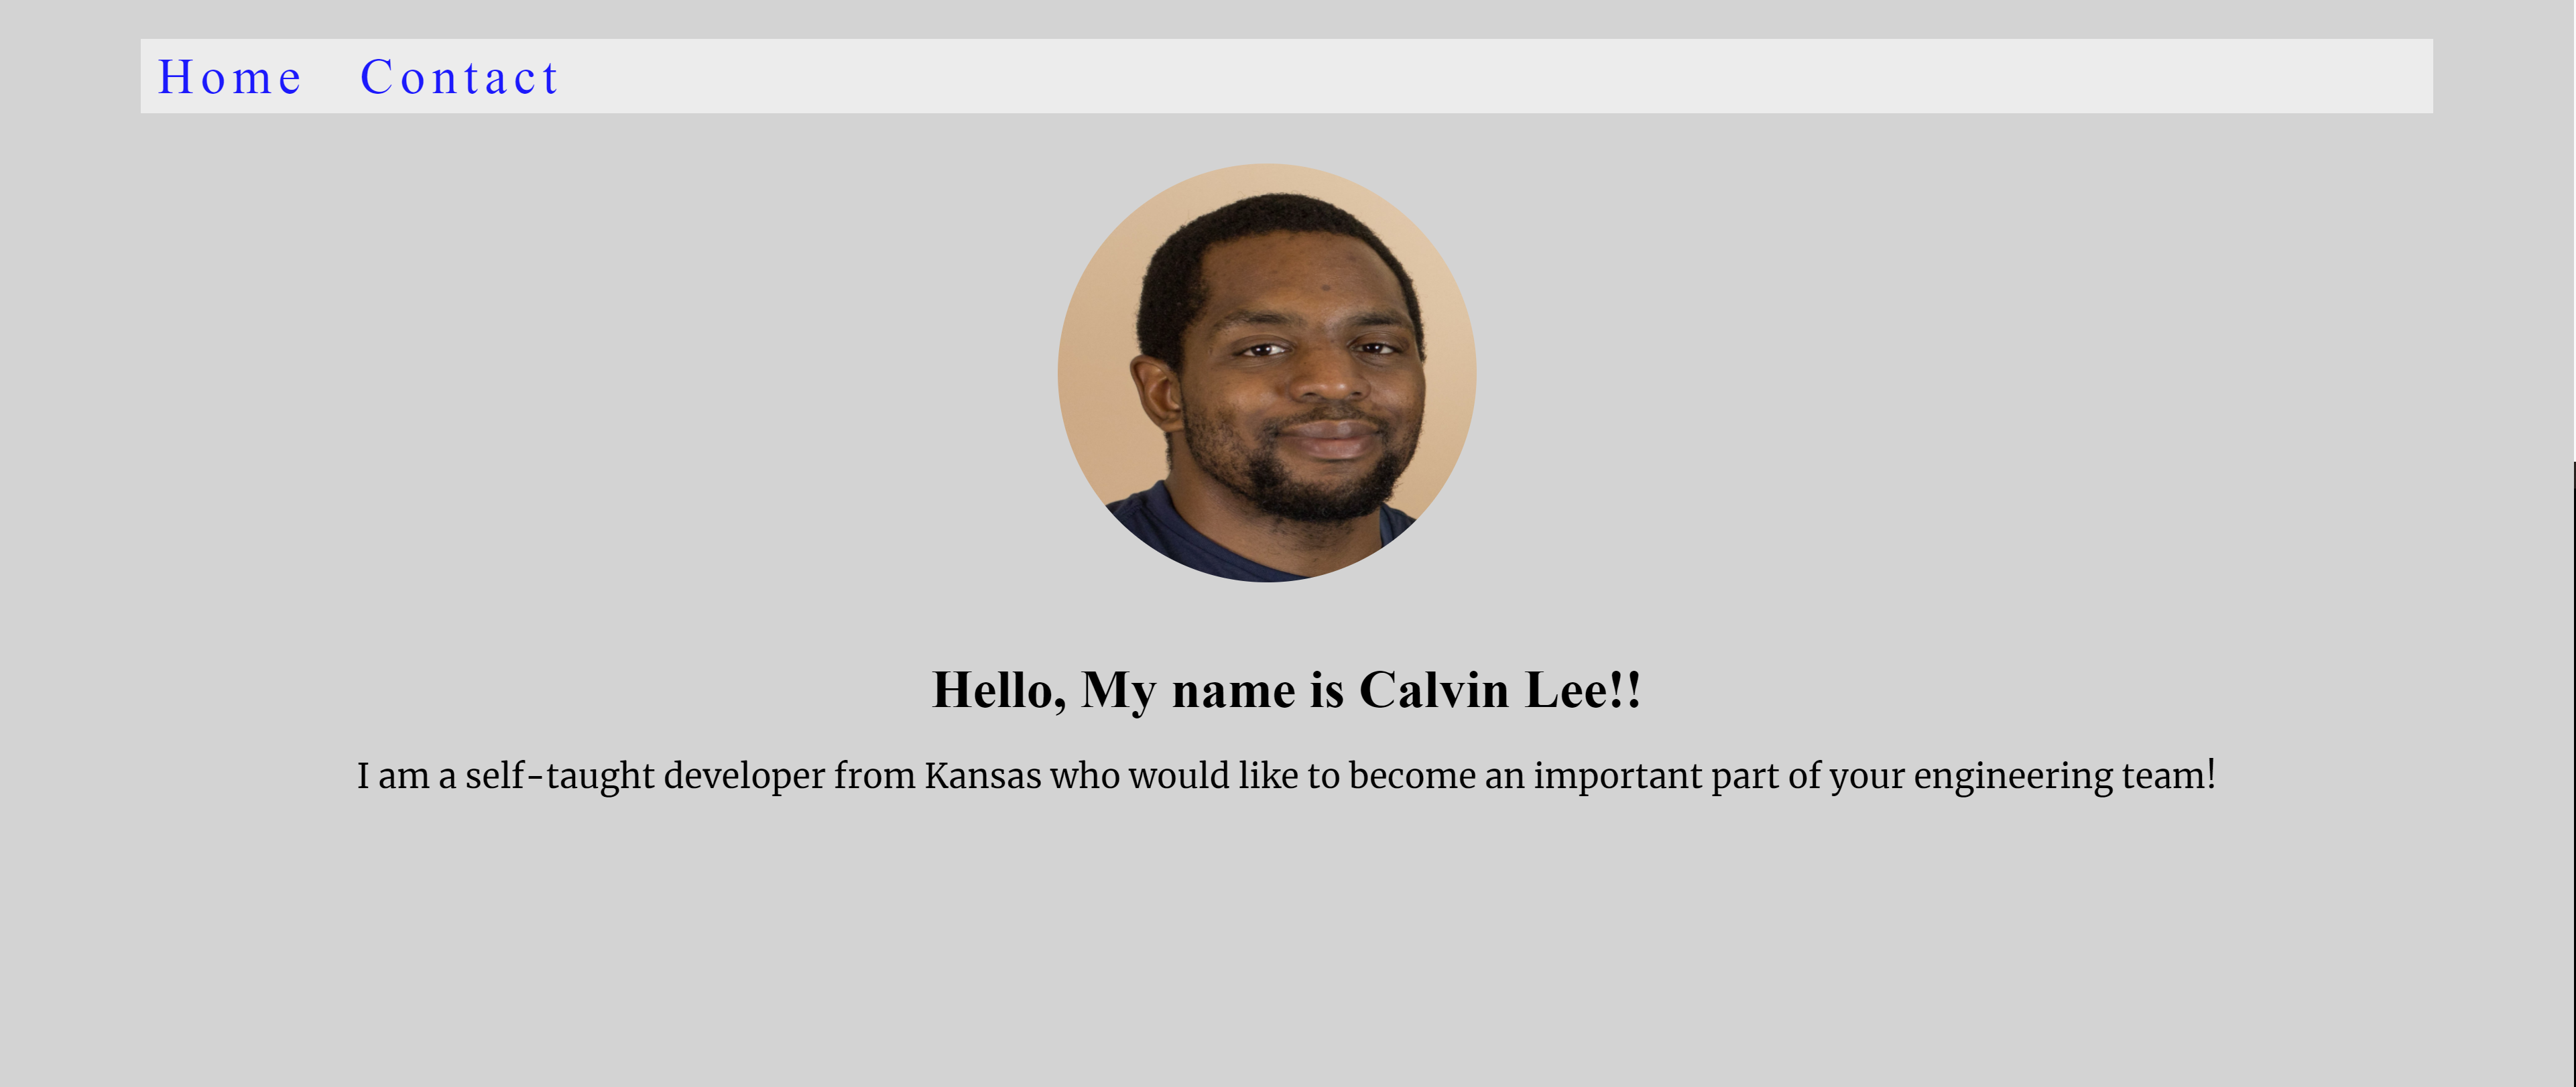 Home Contact
Hello, My name is Calvin Lee!!
I am a self-taught developer from Kansas who would like to become an important part of your engineering team!